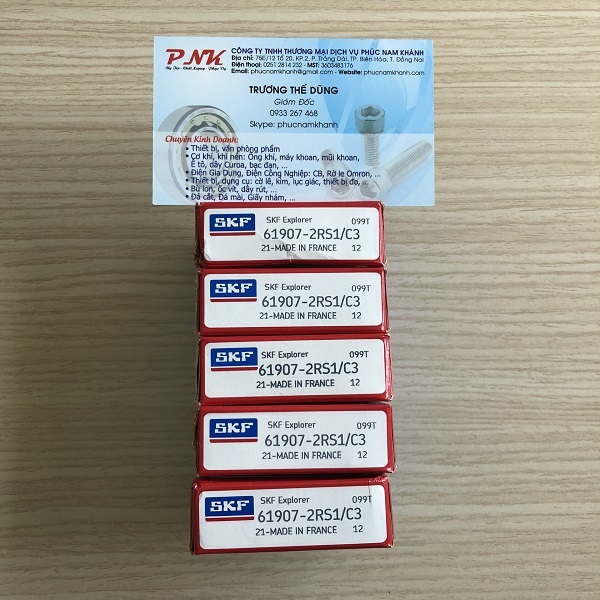 PNK
Uy Tín - Chất Lượng - Phục Vụ
CÔNG TY TNHH THƯƠNG MẠI DỊCH VỤ PHÚC NAM KHÁNH
Địa chỉ: 75E/12 Tổ 20, KP.2, P. Trảng Dài, TP. Biên Hòa, T. Đồng Nai
Điện thoại: 0251 2814 232 - MST: 3603483176
Email: phucnamkhanh@gmail.com - Website: phucnamkhanh.com
TRƯƠNG THẾ DŨNG
Giám Đốc
0933 267 468
Skype: phucnamkhanh
Chuyên Kinh Doanh:
• Thiết bị, văn phòng phẩm
• Cơ khí, khí nén: Ống khí, máy khoan, mũi khoan,
Ê tô, dây Curoa, bạc đạn, ...
• Điện Gia Dụng, Điện Công Nghiệp: CB, Rờ le Omron, ...
• Thiết bị, dụng cụ: cờ lê, kìm, lục giác, thiết bị đo, ...
• Bù lon, ốc vít, dây rút, ...
• Đá cắt, Đá mài, Giấy nhám, ...
SKF SKF Explorer 099T
61907-2RS1/C3
21-MADE IN FRANCE 12
SKF SKF Explorer 099T
61907-2RS1/C3
21-MADE IN FRANCE 12
SKF SKF Explorer 099T
61907-2RS1/C3
21-MADE IN FRANCE 12
SKF SKF Explorer 099T
61907-2RS1/C3
21-MADE IN FRANCE 12
SKF SKF Explorer 099T
61907-2RS1/C3
21-MADE IN FRANCE 12